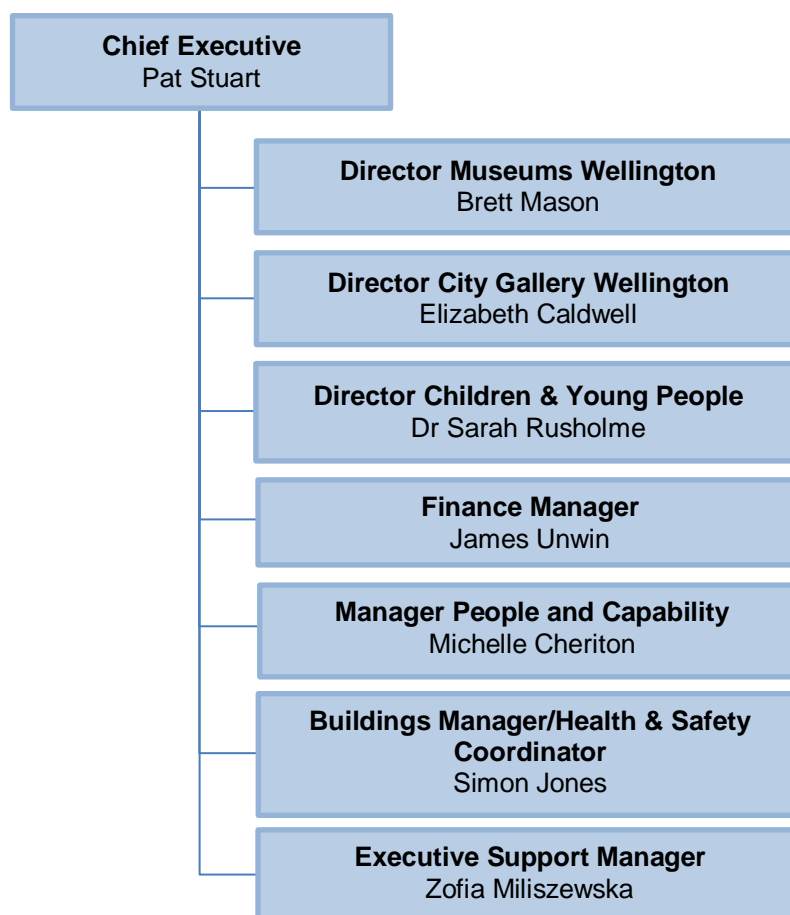 Chief Executive
Pat Stuart
Director Museums Wellington
Brett Mason
Director City Gallery Wellington
Elizabeth Caldwell
Director Children & Young People
Dr Sarah Rusholme
Finance Manager
James Unwin
Manager People and Capability
Michelle Cheriton
Buildings Manager/Health & Safety
Coordinator
Simon Jones
Executive Support Manager
Zofia Miliszewska